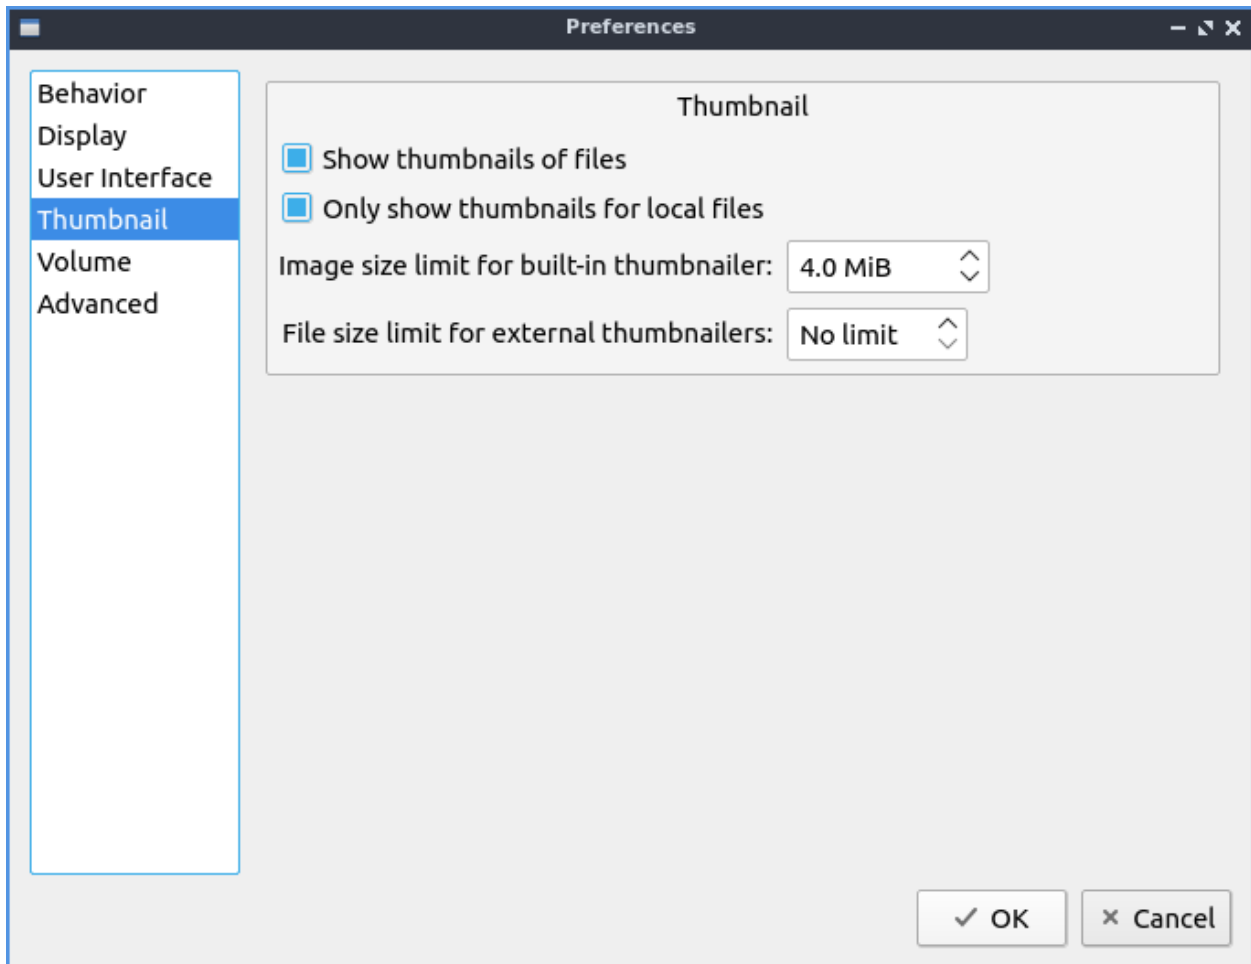 Preferences
Behavior
Display
User Interface
Thumbnail
Volume
Advanced
Thumbnail
Show thumbnails of files
Only show thumbnails for local files
Image size limit for built-in thumbnailer: 4.0 MiB
File size limit for external thumbnailers: No limit
OK
Cancel